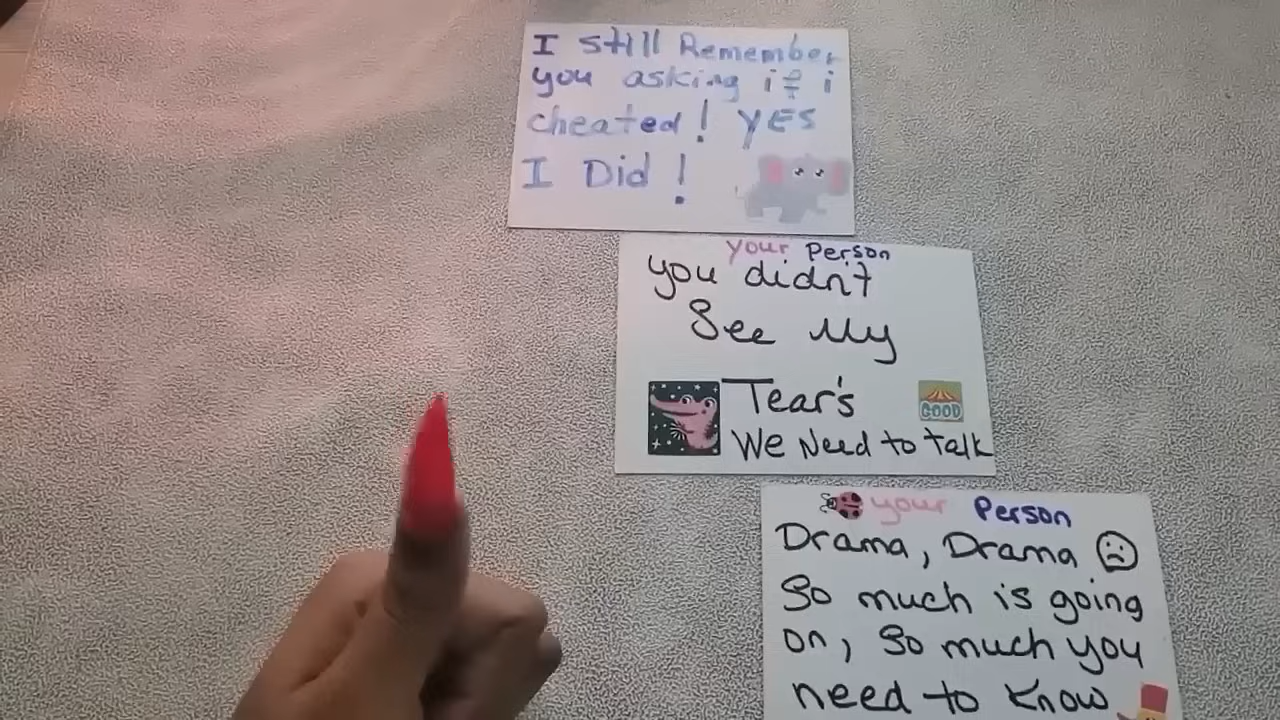 I still Remember
you asking if i
cheated! YES
I Did!
your Person
you didn't
See My
Tear's
GOOD
We Need to talk
your Person
Drama, Drama
So much is going
on, So much you
need to know